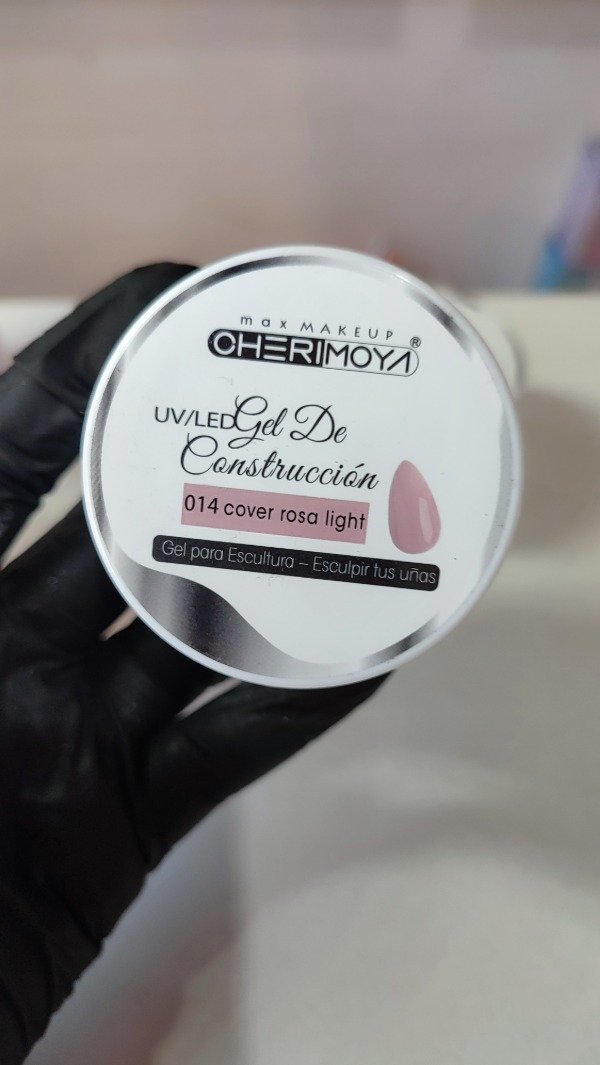 max MAKEUP
CHERIMOYA®
UV/LED Gel De
Construcción
014 cover rosa light
Gel para Escultura – Esculpir tus uñas